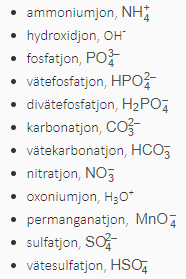 • ammoniumjon, NH₄⁺
• hydroxidjon, OH⁻
• fosfatjon, PO₄³⁻
• vätefosfatjon, HPO₄²⁻
• divätefosfatjon, H₂PO₄⁻
• karbonatjon, CO₃²⁻
• vätekarbonatjon, HCO₃⁻
• nitratjon, NO₃⁻
• oxoniumjon, H₃O⁺
• permanganatjon, MnO₄⁻
• sulfatjon, SO₄²⁻
• vätesulfatjon, HSO₄⁻